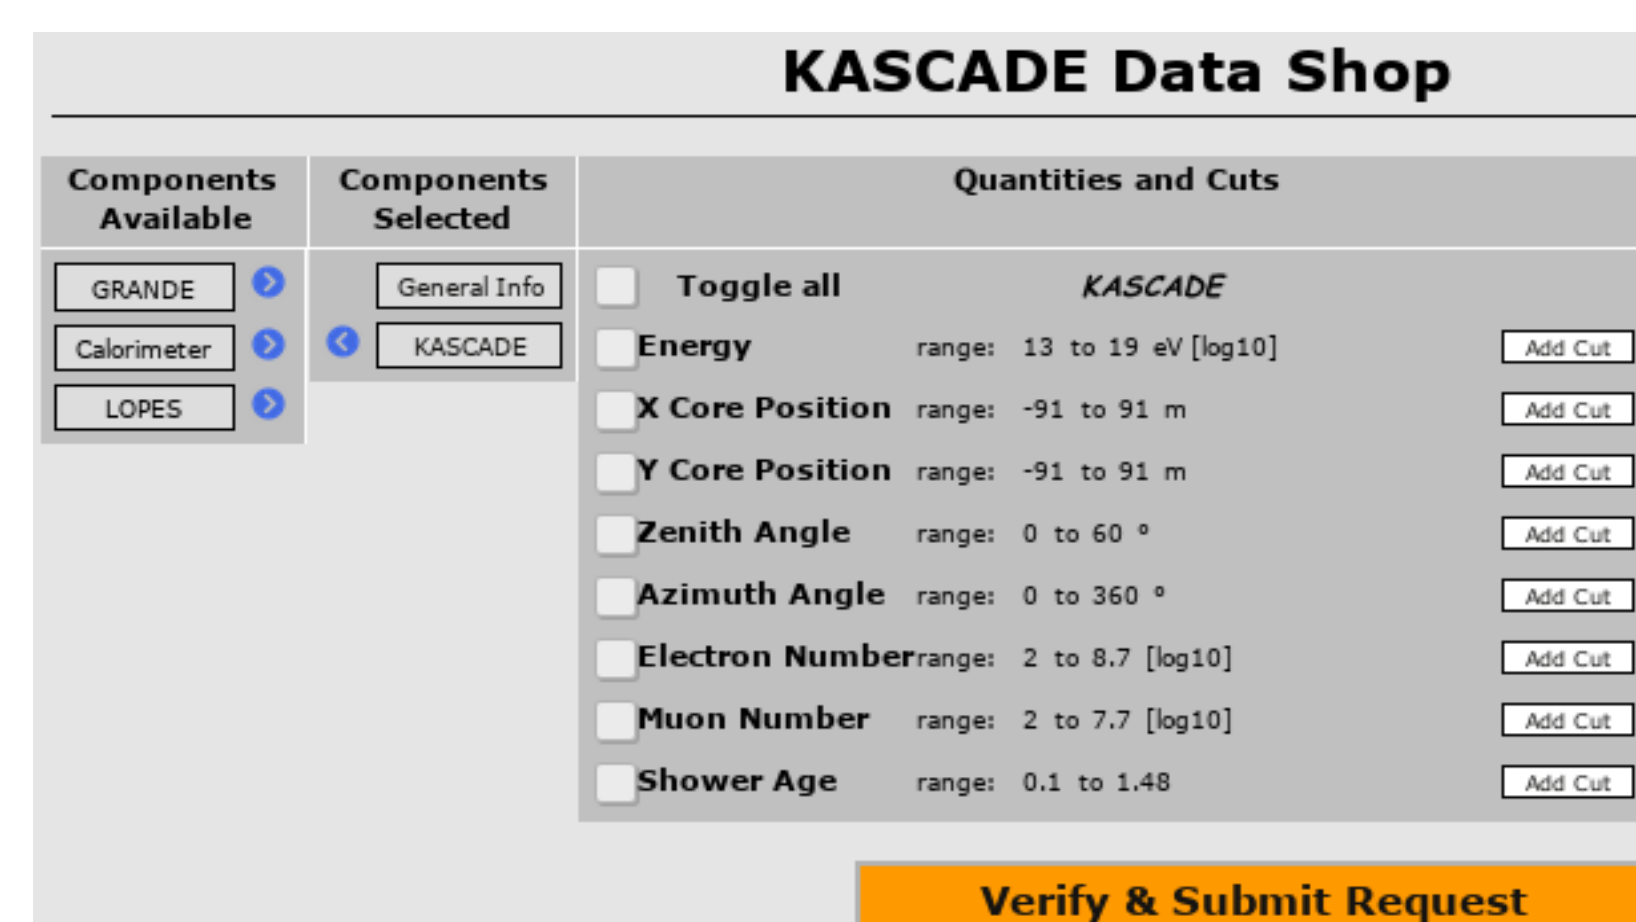 KASCADE Data Shop
Components Available
Components Selected
Quantities and Cuts
GRANDE
Calorimeter
LOPES
General Info
KASCADE
Toggle all KASCADE
Energy range: 13 to 19 eV [log10] Add Cut
X Core Position range: -91 to 91 m Add Cut
Y Core Position range: -91 to 91 m Add Cut
Zenith Angle range: 0 to 60 º Add Cut
Azimuth Angle range: 0 to 360 º Add Cut
Electron Number range: 2 to 8.7 [log10] Add Cut
Muon Number range: 2 to 7.7 [log10] Add Cut
Shower Age range: 0.1 to 1.48 Add Cut
Verify & Submit Request